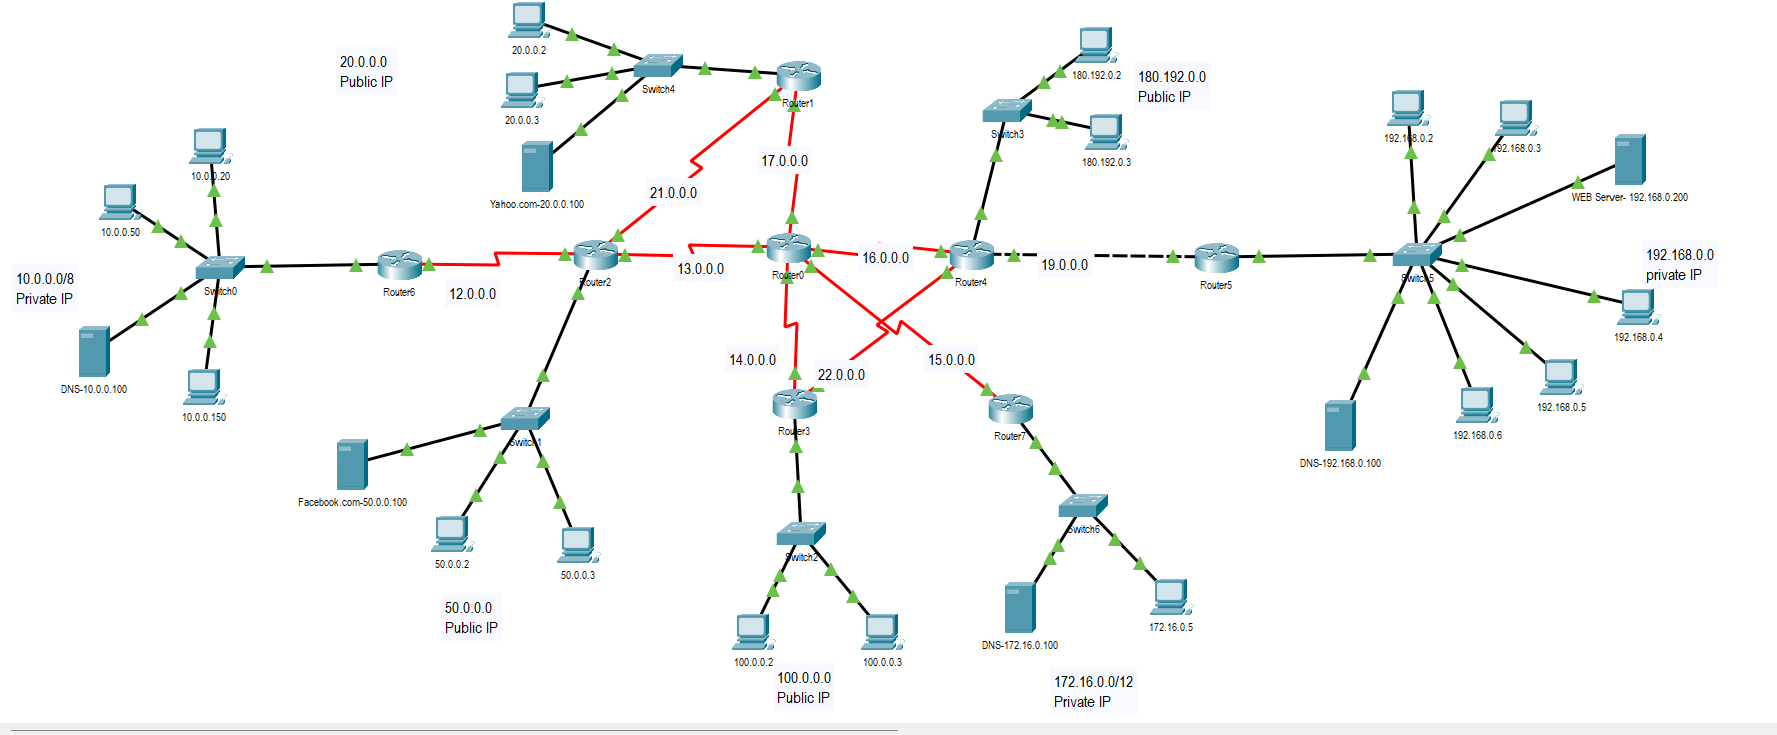 20.0.0.2
20.0.0.0
Public IP
20.0.0.3
Switch4
Router1
Yahoo.com-20.0.0.100
17.0.0.0
21.0.0.0
180.192.0.2
180.192.0.0
Public IP
Switch3
180.192.0.3
192.168.0.2
192.168.0.3
WEB Server- 192.168.0.200
192.168.0.0
private IP
Switch5
192.168.0.4
192.168.0.5
192.168.0.6
DNS-192.168.0.100
10.0.0.20
10.0.0.50
10.0.0.0/8
Private IP
Switch0
DNS-10.0.0.100
10.0.0.150
Router6
12.0.0.0
Router2
13.0.0.0
Router0
16.0.0.0
Router4
19.0.0.0
Router5
14.0.0.0
22.0.0.0
15.0.0.0
Router3
Router7
Switch1
Facebook.com-50.0.0.100
50.0.0.2
50.0.0.3
50.0.0.0
Public IP
Switch2
100.0.0.2
100.0.0.3
100.0.0.0
Public IP
Switch6
DNS-172.16.0.100
172.16.0.5
172.16.0.0/12
Private IP